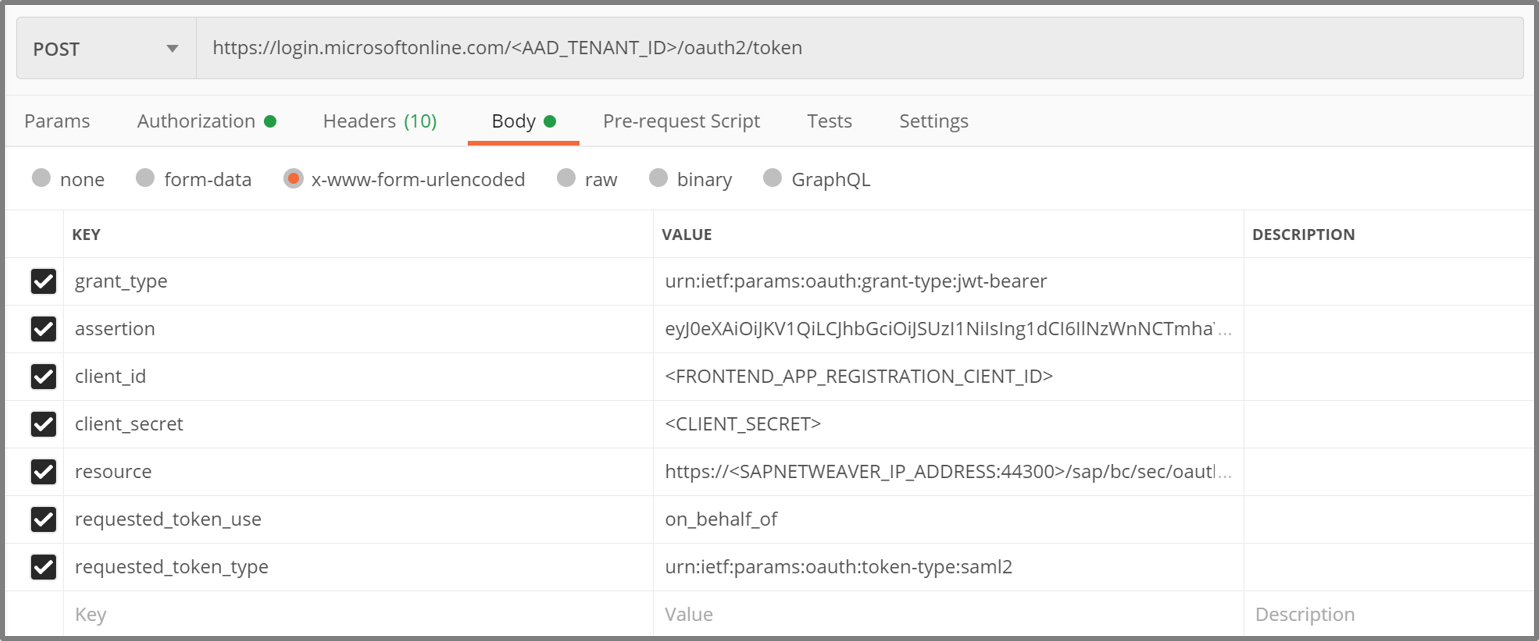 POST https://login.microsoftonline.com/<AAD_TENANT_ID>/oauth2/token
Params Authorization Headers (10) Body Pre-request Script Tests Settings
none form-data x-www-form-urlencoded raw binary GraphQL
KEY VALUE DESCRIPTION
grant_type urn:ietf:params:oauth:grant-type:jwt-bearer
assertion eyJ0eXAiOiJKV1QiLCJhbGciOiJSUzI1NiIsIng1dCI6IlNzWnNCTmha...
client_id <FRONTEND_APP_REGISTRATION_CIENT_ID>
client_secret <CLIENT_SECRET>
resource https://<SAPNETWEAVER_IP_ADDRESS:44300>/sap/bc/sec/oaut...
requested_token_use on_behalf_of
requested_token_type urn:ietf:params:oauth:token-type:saml2
Key Value Description